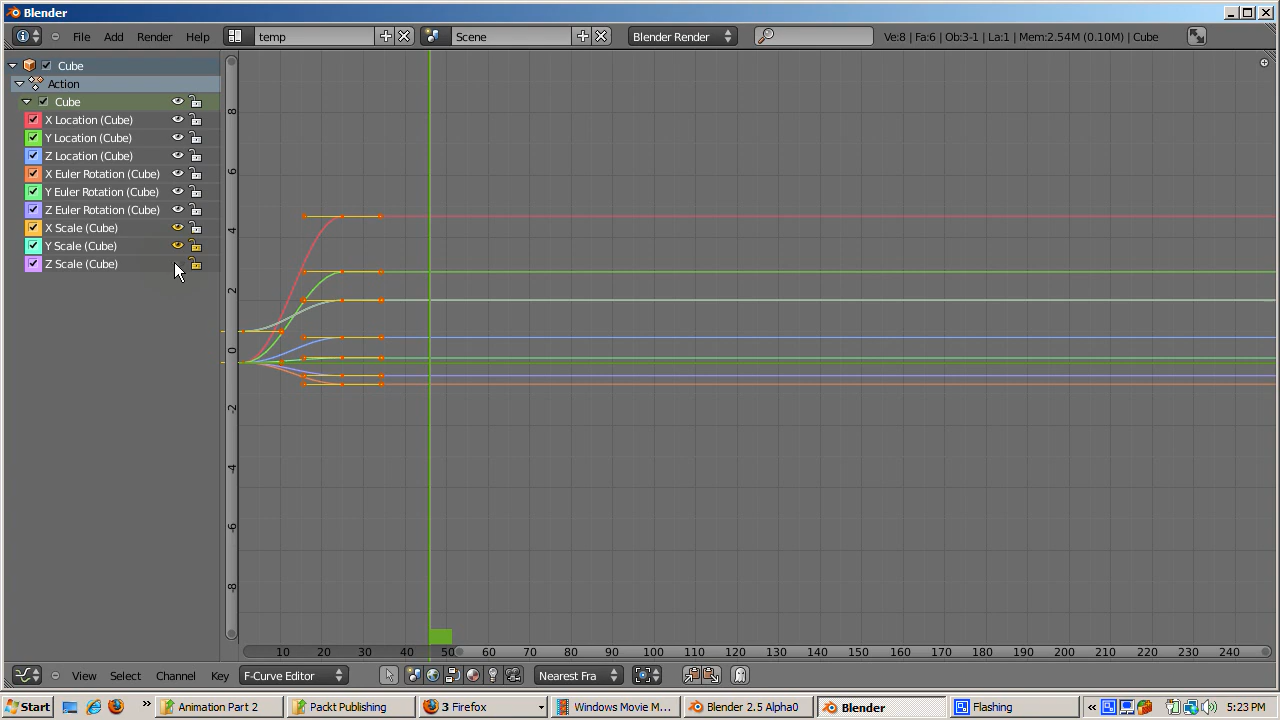 Blender
File Add Render Help temp Scene Blender Render Ve:8 | Fa:6 | Ob:3-1 | La:1 | Mem:2.54M (0.10M) | Cube
Cube
Action
Cube
X Location (Cube)
Y Location (Cube)
Z Location (Cube)
X Euler Rotation (Cube)
Y Euler Rotation (Cube)
Z Euler Rotation (Cube)
X Scale (Cube)
Y Scale (Cube)
Z Scale (Cube)
8
6
4
2
0
-2
-4
-6
-8
10 20 30 40 50 60 70 80 90 100 110 120 130 140 150 160 170 180 190 200 210 220 230 240
View Select Channel Key F-Curve Editor Nearest Fra
Start » Animation Part 2 Packt Publishing 3 Firefox Windows Movie M... Blender 2.5 Alpha0 Blender Flashing « 5:23 PM